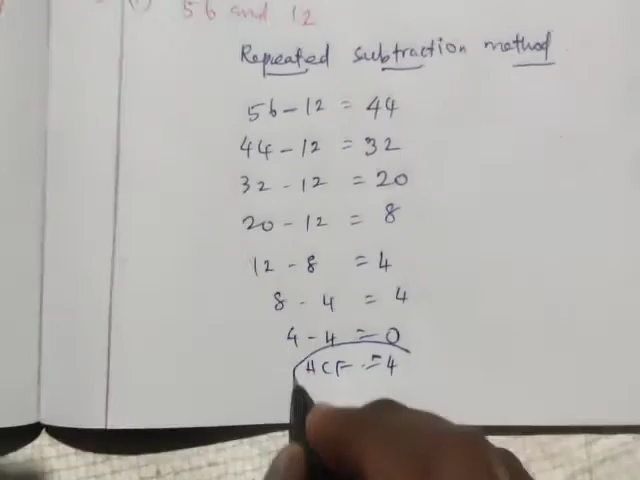 (1) 56 and 12
Repeated subtraction method
56 - 12 = 44
44 - 12 = 32
32 - 12 = 20
20 - 12 = 8
12 - 8 = 4
8 - 4 = 4
4 - 4 = 0
HCF = 4